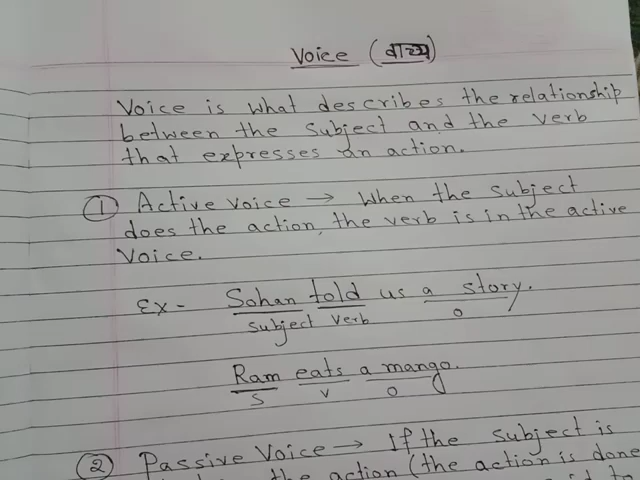 Voice (वाच्य)
Voice is what describes the relationship
between the subject and the verb
that expresses an action.
① Active voice → When the subject
does the action, the verb is in the active
voice.
Ex- Sohan told us a story.
subject verb o
Ram eats a mango.
S V O
② Passive Voice → If the subject is
the action (the action is done